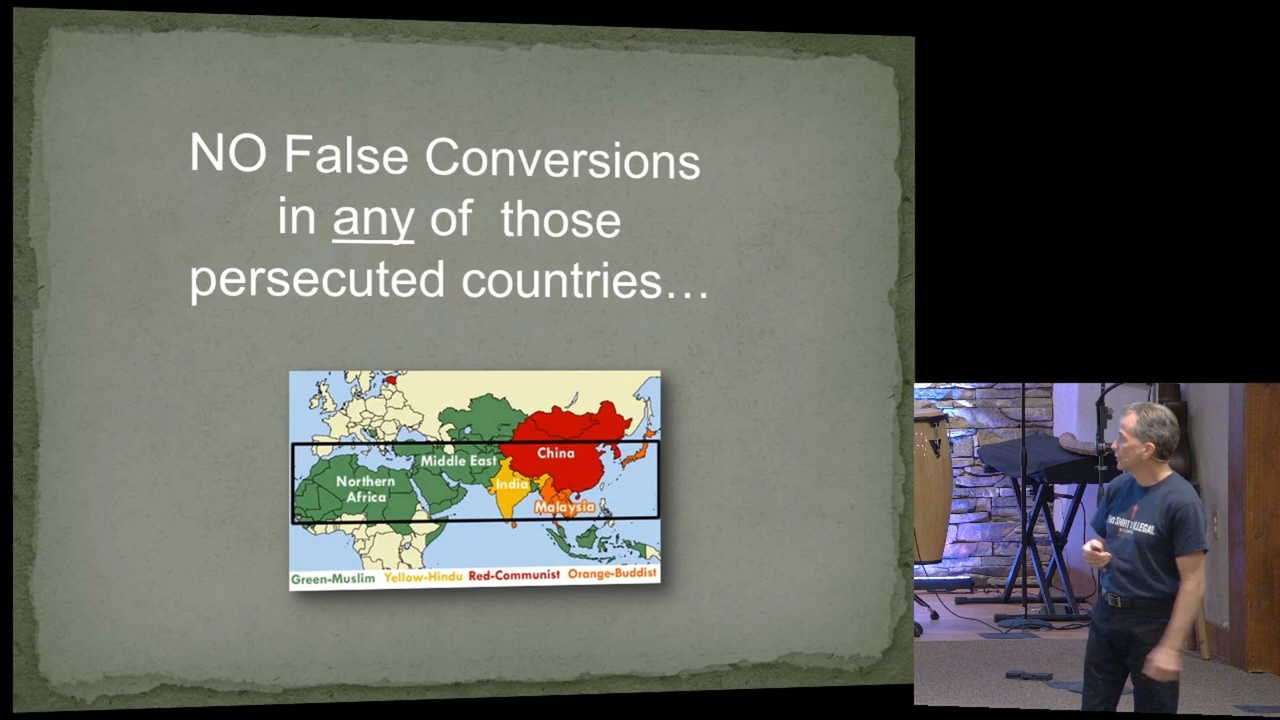 NO False Conversions
in any of  those
persecuted countries…
Middle East
China
Northern
Africa
India
Malaysia
Green-Muslim Yellow-Hindu Red-Communist Orange-Buddist